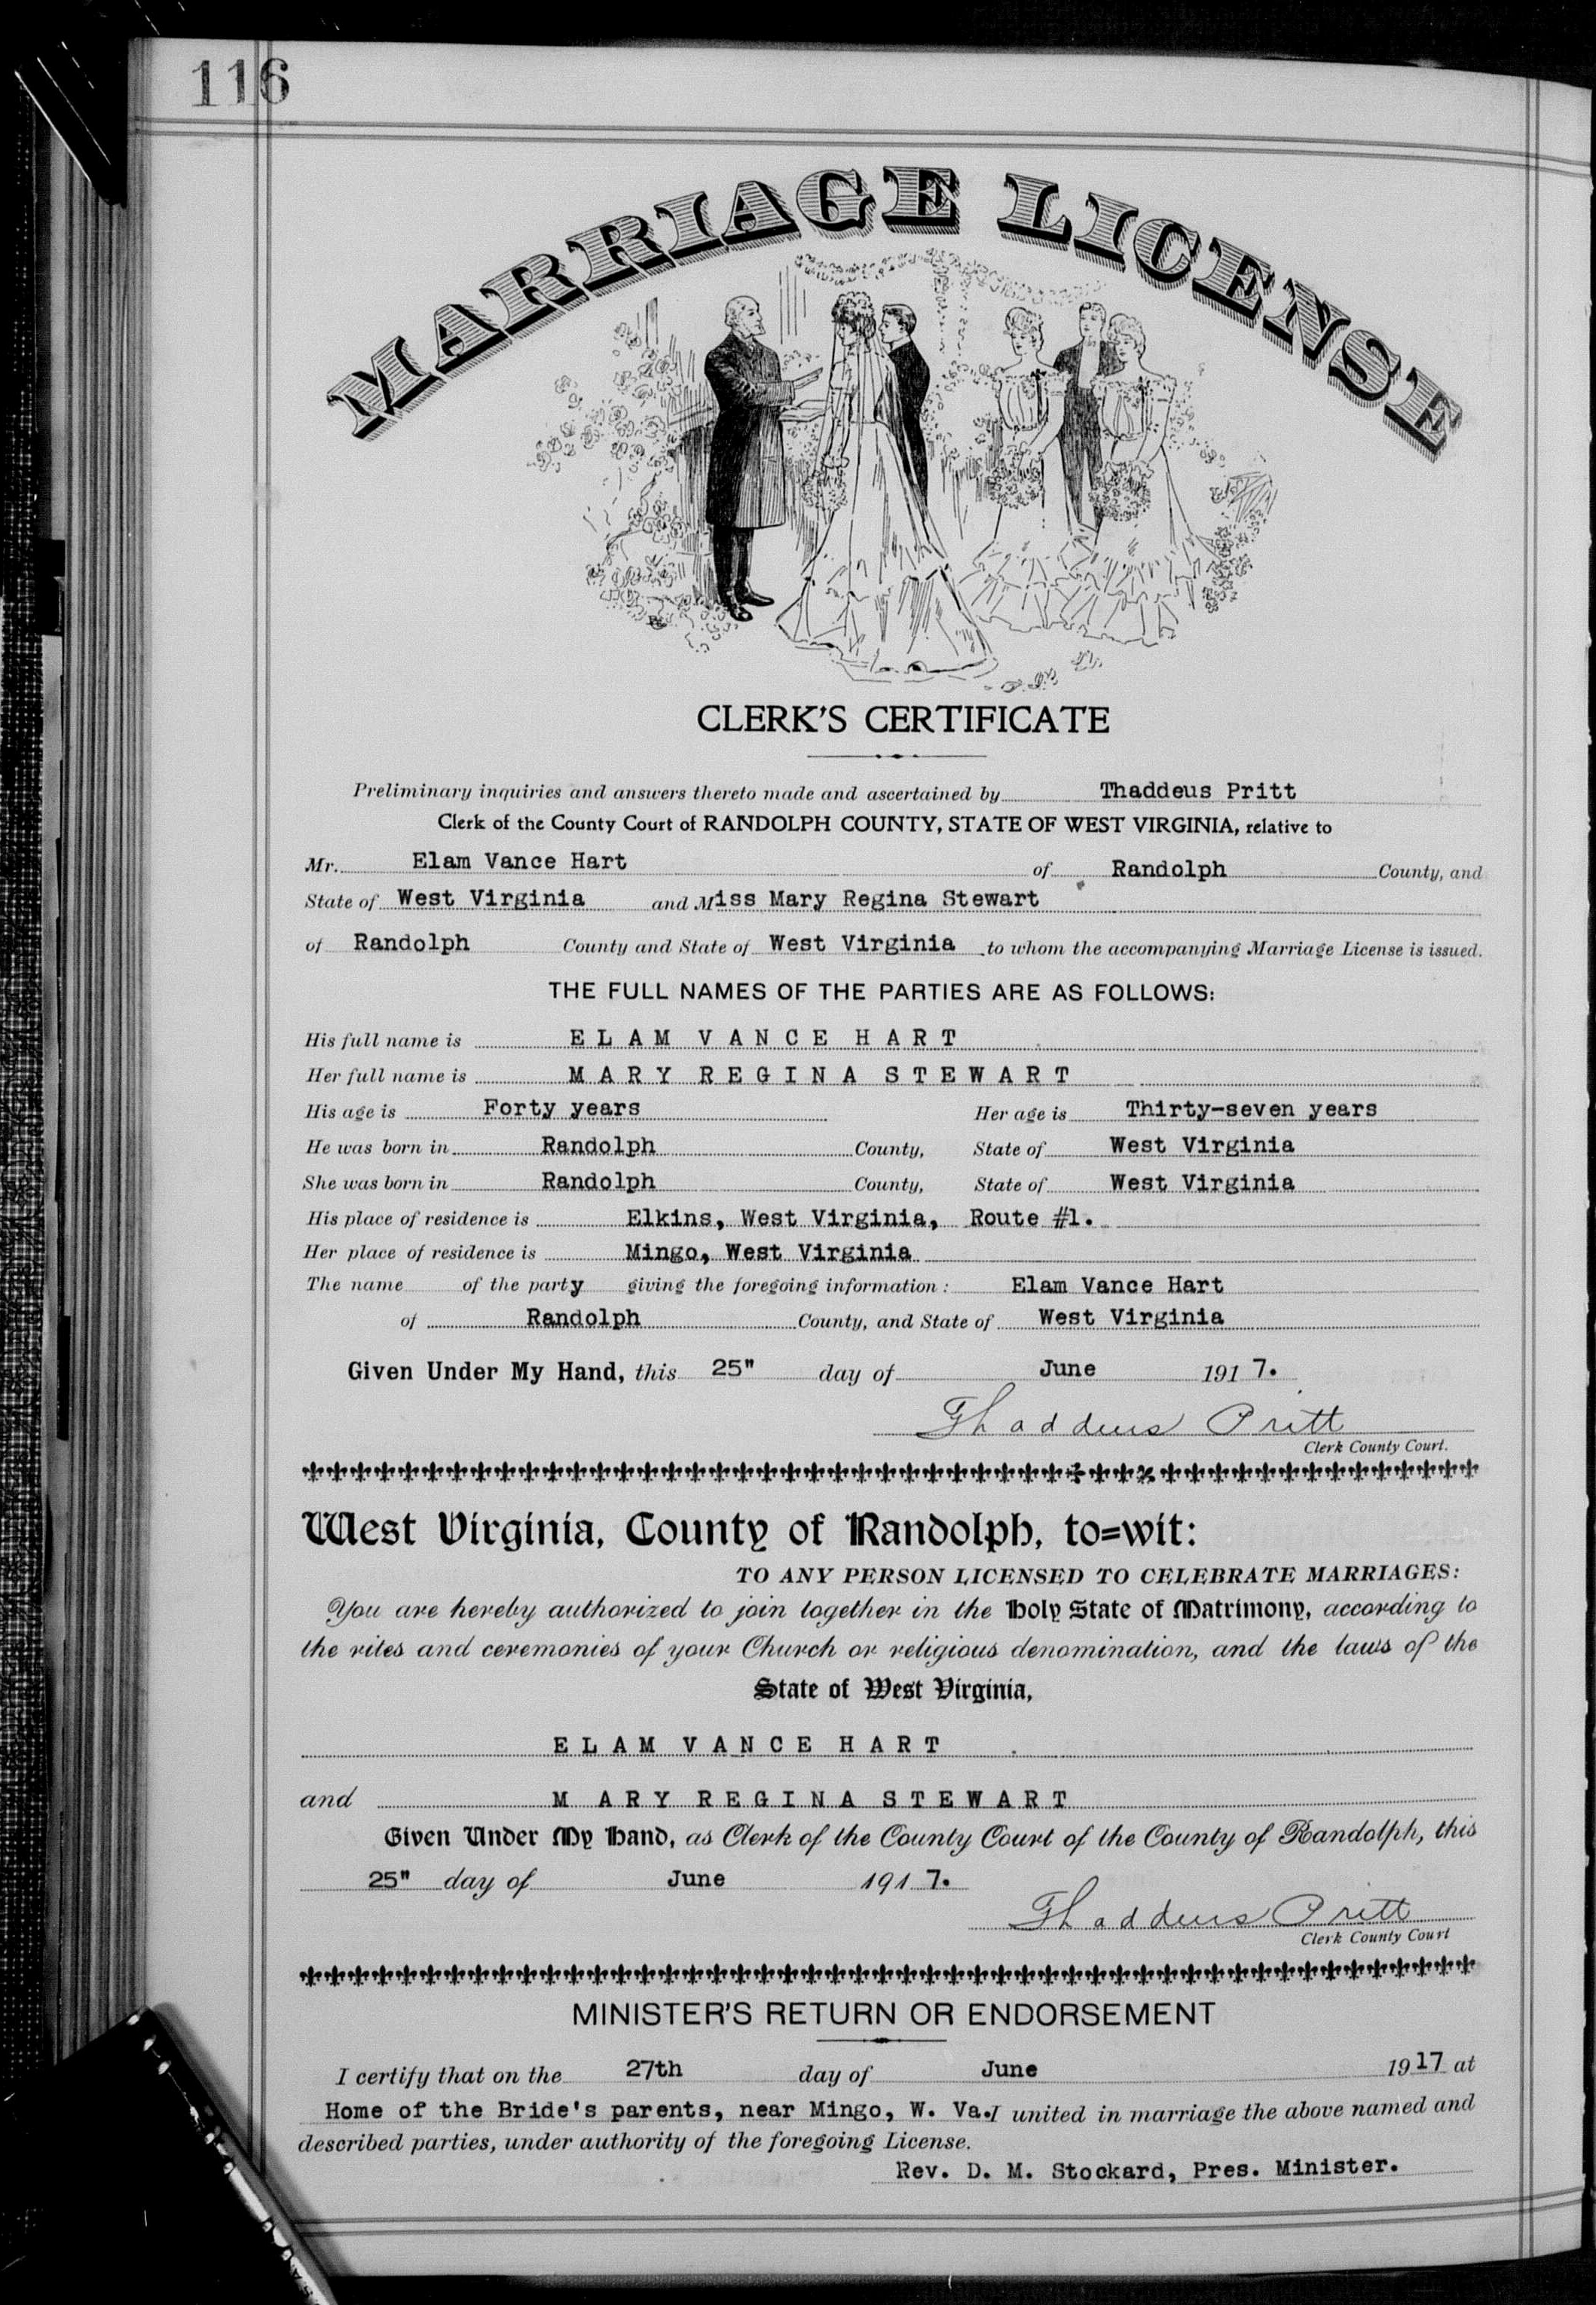 116
MARRIAGE LICENSE
CLERK'S CERTIFICATE
Preliminary inquiries and answers thereto made and ascertained by Thaddeus Pritt
Clerk of the County Court of RANDOLPH COUNTY, STATE OF WEST VIRGINIA, relative to
Mr. Elam Vance Hart of Randolph County, and
State of West Virginia and Miss Mary Regina Stewart
of Randolph County and State of West Virginia to whom the accompanying Marriage License is issued.
THE FULL NAMES OF THE PARTIES ARE AS FOLLOWS:
His full name is ELAM VANCE HART
Her full name is MARY REGINA STEWART
His age is Forty years Her age is Thirty-seven years
He was born in Randolph County, State of West Virginia
She was born in Randolph County, State of West Virginia
His place of residence is Elkins, West Virginia, Route #1.
Her place of residence is Mingo, West Virginia
The name of the party giving the foregoing information: Elam Vance Hart
of Randolph County, and State of West Virginia
Given Under My Hand, this 25" day of June 1917.
Thaddeus Pritt
Clerk County Court.
West Virginia, County of Randolph, to=wit:
TO ANY PERSON LICENSED TO CELEBRATE MARRIAGES:
You are hereby authorized to join together in the Holy State of Matrimony, according to
the rites and ceremonies of your Church or religious denomination, and the laws of the
State of West Virginia,
ELAM VANCE HART
and M ARY REGINA STEWART
Given Under My Hand, as Clerk of the County Court of the County of Randolph, this
25" day of June 1917.
Thaddeus Pritt
Clerk County Court
MINISTER'S RETURN OR ENDORSEMENT
I certify that on the 27th day of June 1917 at
Home of the Bride's parents, near Mingo, W. Va. I united in marriage the above named and
described parties, under authority of the foregoing License.
Rev. D. M. Stockard, Pres. Minister.